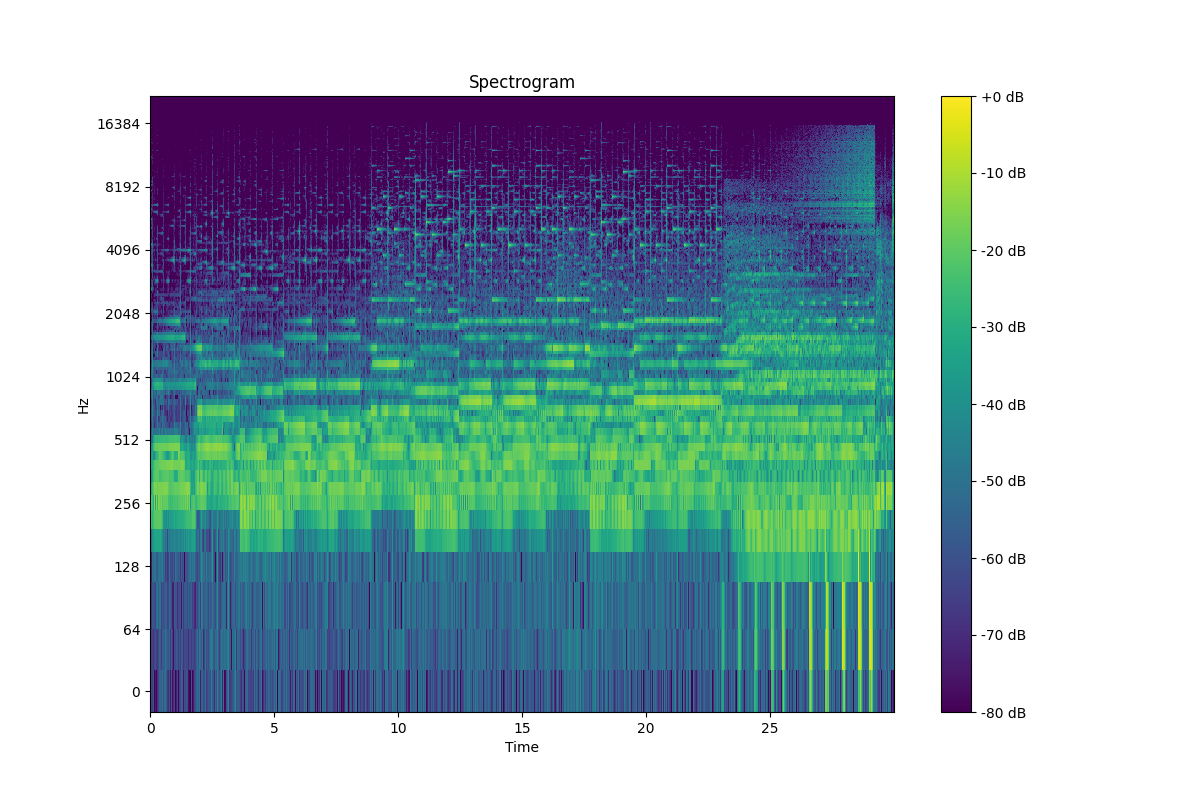 Spectrogram
Hz
16384
8192
4096
2048
1024
512
256
128
64
0
0
5
10
15
20
25
Time
+0 dB
-10 dB
-20 dB
-30 dB
-40 dB
-50 dB
-60 dB
-70 dB
-80 dB